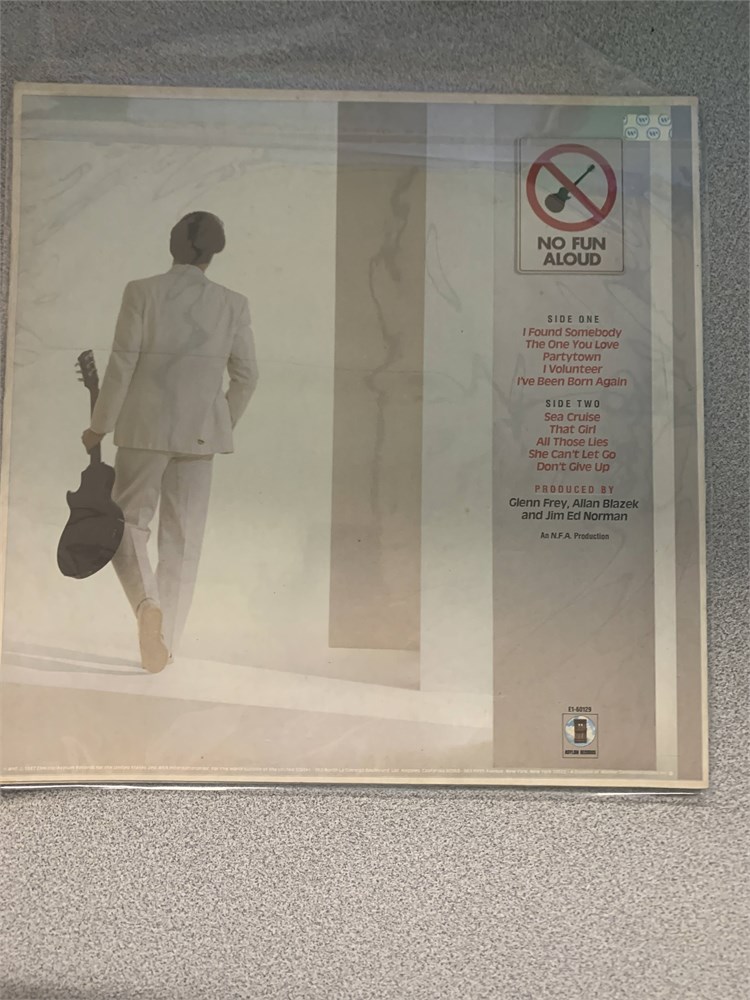 W W
W W
NO FUN
ALOUD
SIDE ONE
I Found Somebody
The One You Love
Partytown
I Volunteer
I've Been Born Again
SIDE TWO
Sea Cruise
That Girl
All Those Lies
She Can't Let Go
Don't Give Up
PRODUCED BY
Glenn Frey, Allan Blazek
and Jim Ed Norman
An N.F.A. Production
E1-60129
ASYLUM RECORDS